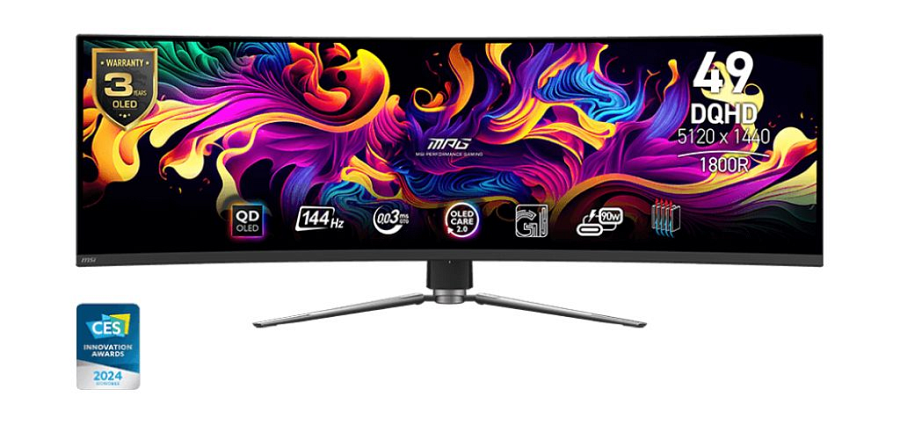 WARRANTY
3 YEARS
OLED
49
DQHD
5120 x 1440
1800R
MPG
MSI PERFORMANCE GAMING
QD
OLED
144Hz
0.03ms
GTG
OLED
CARE
2.0
90W
msi
CES
INNOVATION
AWARDS
2024